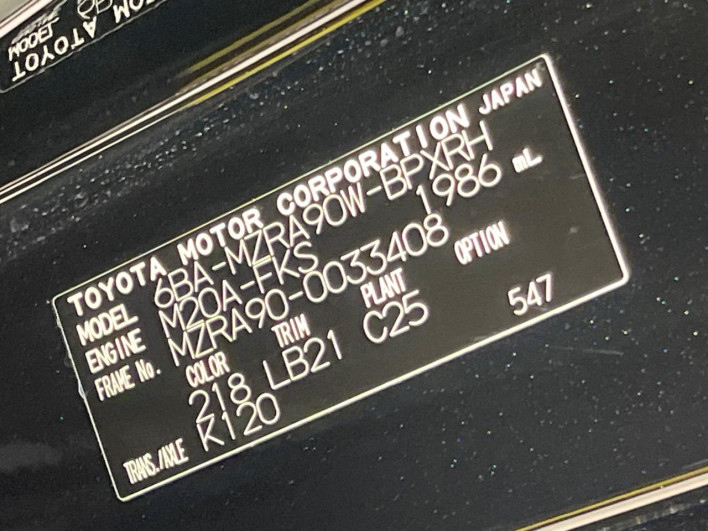 TOYOTA MOTOR CORPORATION JAPAN
MODEL 6BA-MZRA90W-BPXRH
ENGINE M20A-FKS 1986 mL
FRAME No. MZRA90-0033408
COLOR TRIM PLANT OPTION
218 LB21 C25 547
TRANS./AXLE K120